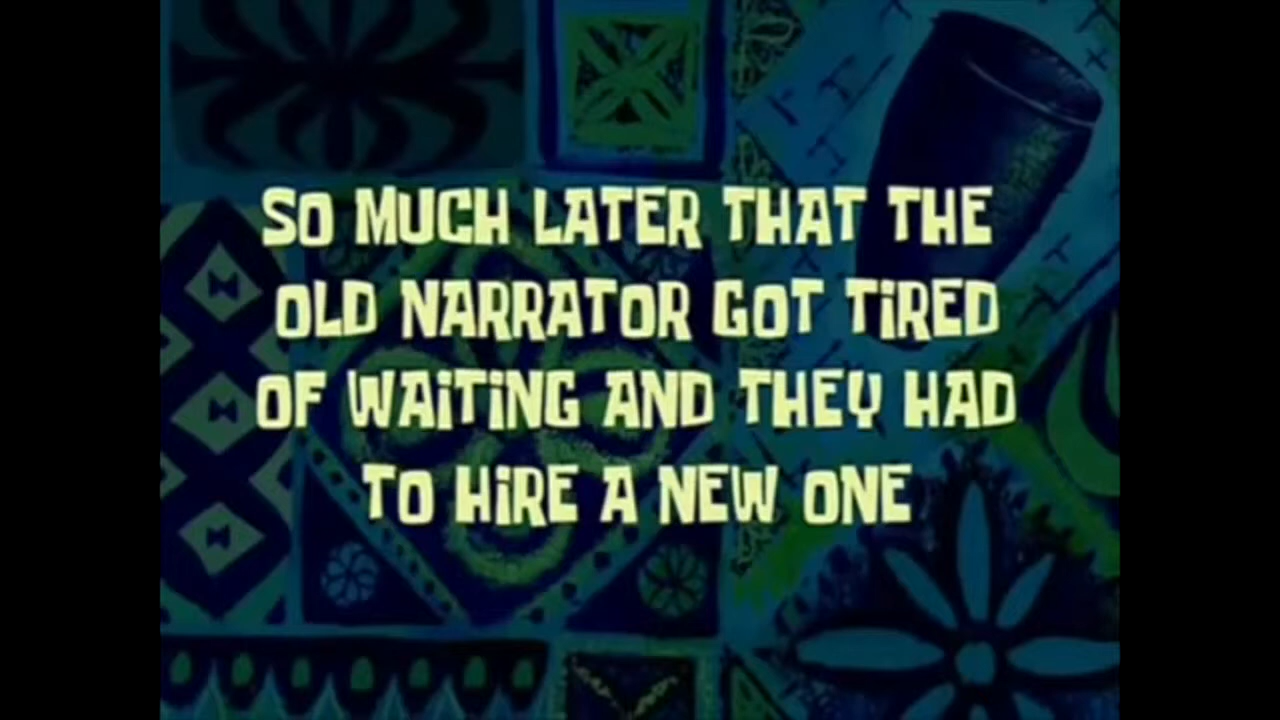 SO MUCH LATER THAT THE
OLD NARRATOR GOT TiRED
OF WAiTiNG AND THEY HAD
TO HiRE A NEW ONE